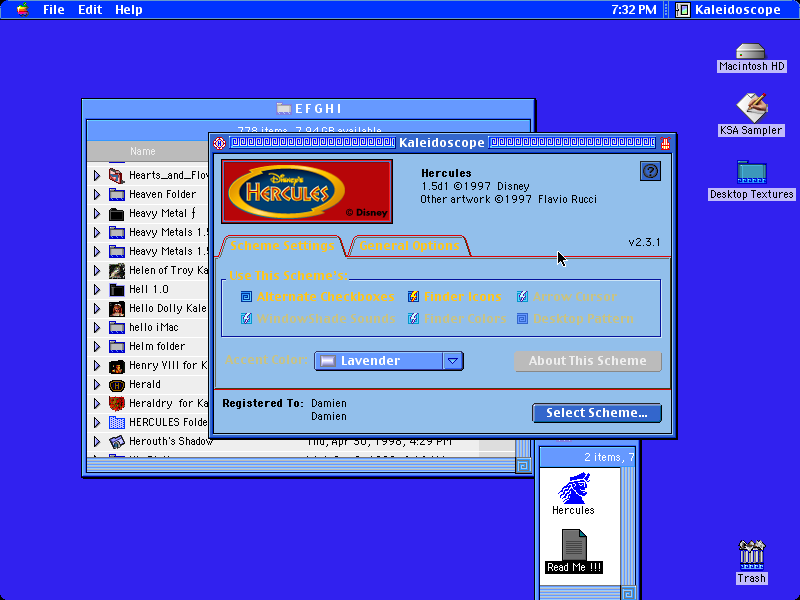 File Edit Help
7:32 PM
Kaleidoscope
Macintosh HD
KSA Sampler
Desktop Textures
Trash
E F G H I
778 items, 7.94 GB available
Name
Hearts_and_Flo
Heaven Folder
Heavy Metal ƒ
Heavy Metals 1.5
Heavy Metals 1.5
Helen of Troy Ka
Hell 1.0
Hello Dolly Kale
hello iMac
Helm folder
Henry VIII for K
Herald
Heraldry for Ka
HERCULES Folde
Herouth's Shadow
Thu, Apr 30, 1998, 4:29 PM
Kaleidoscope
Disney's
HERCULES
© Disney
Hercules
1.5d1 ©1997 Disney
Other artwork ©1997 Flavio Rucci
?
v2.3.1
Scheme Settings
General Options
Use This Scheme's:
Alternate Checkboxes
Finder Icons
Arrow Cursor
WindowShade Sounds
Finder Colors
Desktop Pattern
Accent Color:
Lavender
About This Scheme
Registered To: Damien
Damien
Select Scheme...
2 items, 7
Hercules
Read Me !!!